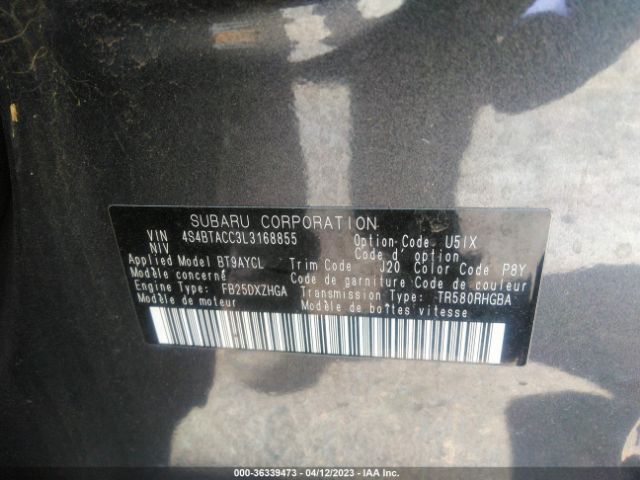 SUBARU CORPORATION
VIN 4S4BTACC3L3168855 Option Code. U5IX
NIV Code d' option
Applied Model BT9AYCL Trim Code J20 Color Code P8Y
Modèle concerné Code de garniture Code de couleur
Engine Type: FB25DXZHGA Transmission Type: TR580RHGBA
Modèle de moteur Modèle de boîtes vitesse
000-36339473 - 04/12/2023 - IAA Inc.